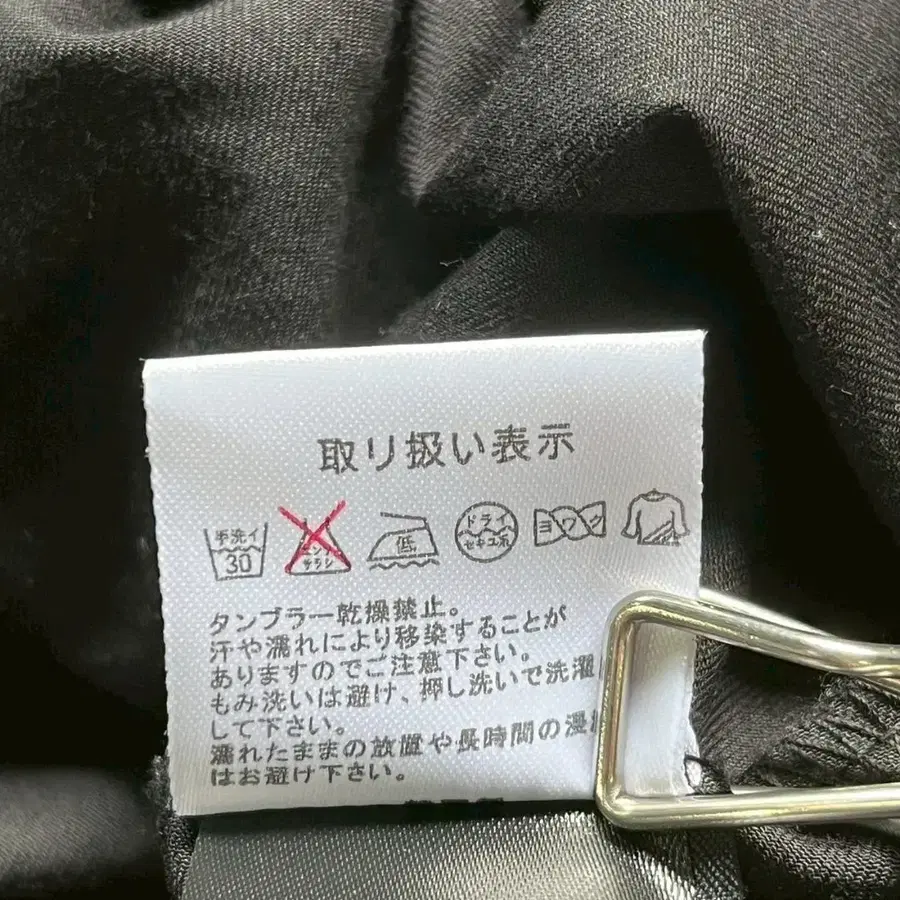 取り扱い表示
手洗イ 30
エンソ サラシ
低
ドライ セキユ系
ヨワク
タンブラー乾燥禁止。
汗や濡れにより移染することが
ありますのでご注意下さい。
もみ洗いは避け、押し洗いで洗濯
して下さい。
濡れたままの放置や長時間の浸
はお避け下さい。